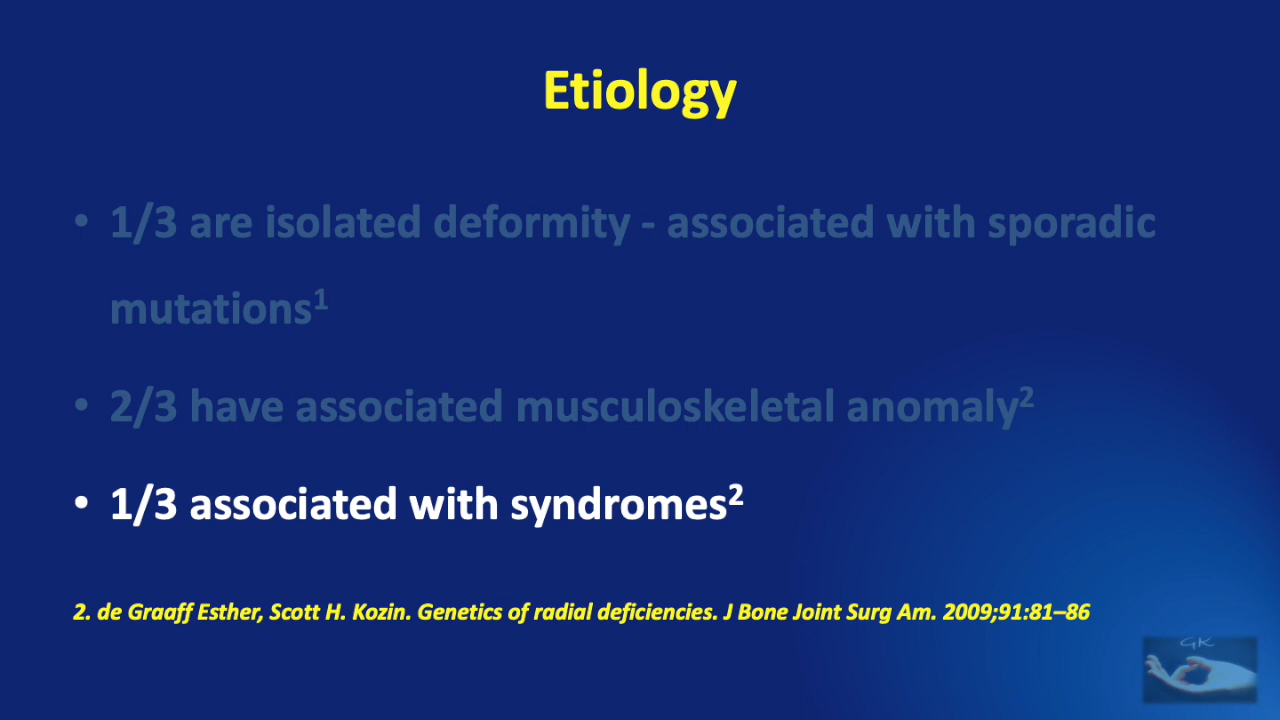 Etiology
• 1/3 are isolated deformity - associated with sporadic
mutations¹
• 2/3 have associated musculoskeletal anomaly²
• 1/3 associated with syndromes²
2. de Graaff Esther, Scott H. Kozin. Genetics of radial deficiencies. J Bone Joint Surg Am. 2009;91:81–86
GK